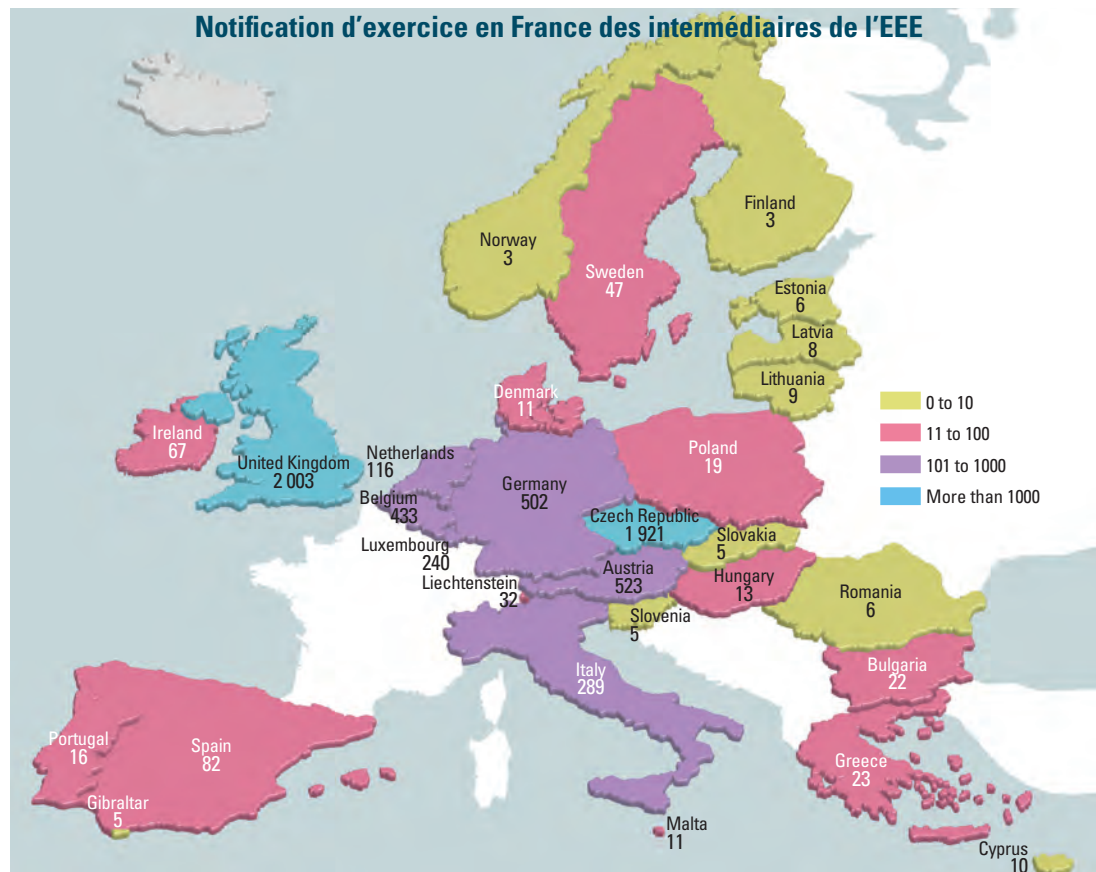 Notification d'exercice en France des intermédiaires de l'EEE
Finland
3
Norway
3
Sweden
47
Estonia
6
Latvia
8
Lithuania
9
0 to 10
11 to 100
101 to 1000
More than 1000
Denmark
11
Ireland
67
United Kingdom
2 003
Netherlands
116
Belgium
433
Luxembourg
240
Liechtenstein
32
Germany
502
Poland
19
Czech Republic
1 921
Slovakia
5
Austria
523
Hungary
13
Slovenia
5
Romania
6
Bulgaria
22
Italy
289
Portugal
16
Spain
82
Gibraltar
5
Greece
23
Malta
11
Cyprus
10